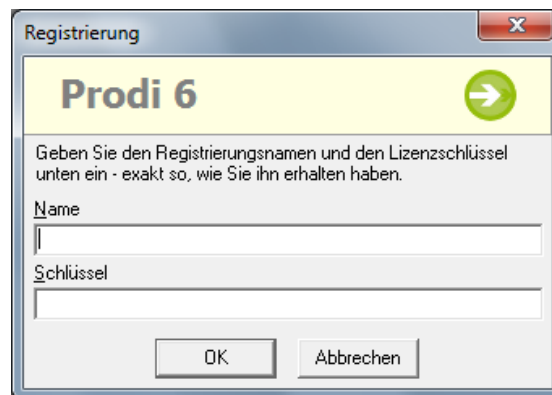 Registrierung
Prodi 6
Geben Sie den Registrierungsnamen und den Lizenzschlüssel
unten ein - exakt so, wie Sie ihn erhalten haben.
Name
Schlüssel
OK
Abbrechen